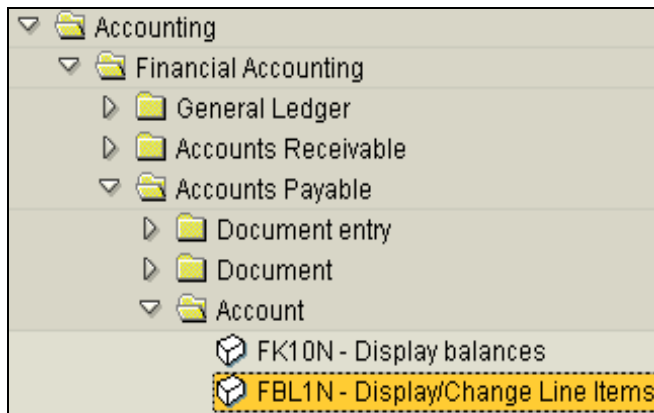 Accounting
Financial Accounting
General Ledger
Accounts Receivable
Accounts Payable
Document entry
Document
Account
FK10N - Display balances
FBL1N - Display/Change Line Items